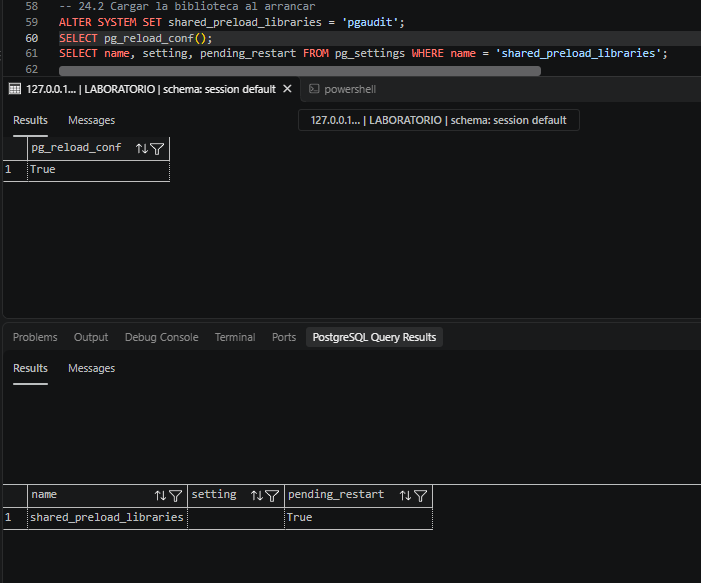 58 -- 24.2 Cargar la biblioteca al arrancar
59 ALTER SYSTEM SET shared_preload_libraries = 'pgaudit';
60 SELECT pg_reload_conf();
61 SELECT name, setting, pending_restart FROM pg_settings WHERE name = 'shared_preload_libraries';
62
127.0.0.1... | LABORATORIO | schema: session default powershell
Results Messages
127.0.0.1... | LABORATORIO | schema: session default
pg_reload_conf
1 True
Problems Output Debug Console Terminal Ports PostgreSQL Query Results
Results Messages
name setting pending_restart
1 shared_preload_libraries True